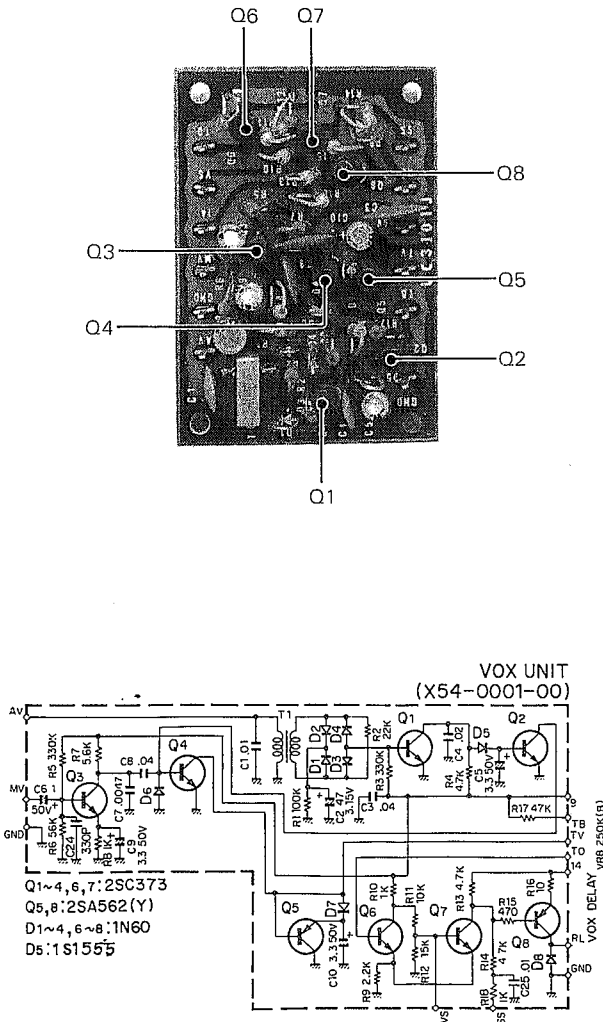 Q6
Q7
Q8
Q3
Q5
Q4
Q2
Q1
VOX UNIT
(X54-0001-00)
AV
MV
GND
R5 330K
R7 5.6K
C8 .04
Q4
C6 1 50V
Q3
C7 .0047
D6
R6 56K
C24 330P
R8 1K
C9 3.3 50V
C1 .01
T1
D2
D4
D1
D3
R2 22K
R1 100K
C2 47 3.15V
C3 .04
R3 330K
Q1
C4 .02
R4 4.7K
D5
C5 3.3 50V
Q2
R17 47K
9
TB
TV
TO
14
RL
GND
VS
SS
VOX DELAY VR8 250K(B)
Q5
D7
C10 3.3 50V
R10 1K
Q6
R9 2.2K
R11 10K
R12 15K
Q7
R13 4.7K
R14 4.7K
R15 470
R16 10
Q8
D8
R18 1K
C25 .01
Q1~4,6,7:2SC373
Q5,8:2SA562(Y)
D1~4,6~8:1N60
D5:1S1555